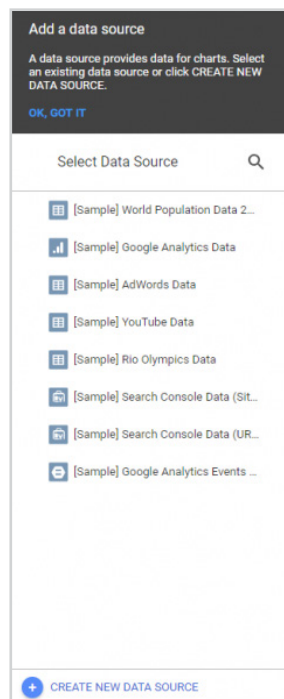 Add a data source
A data source provides data for charts. Select
an existing data source or click CREATE NEW
DATA SOURCE.
OK, GOT IT
Select Data Source
[Sample] World Population Data 2...
[Sample] Google Analytics Data
[Sample] AdWords Data
[Sample] YouTube Data
[Sample] Rio Olympics Data
[Sample] Search Console Data (Sit...
[Sample] Search Console Data (UR...
[Sample] Google Analytics Events ...
CREATE NEW DATA SOURCE